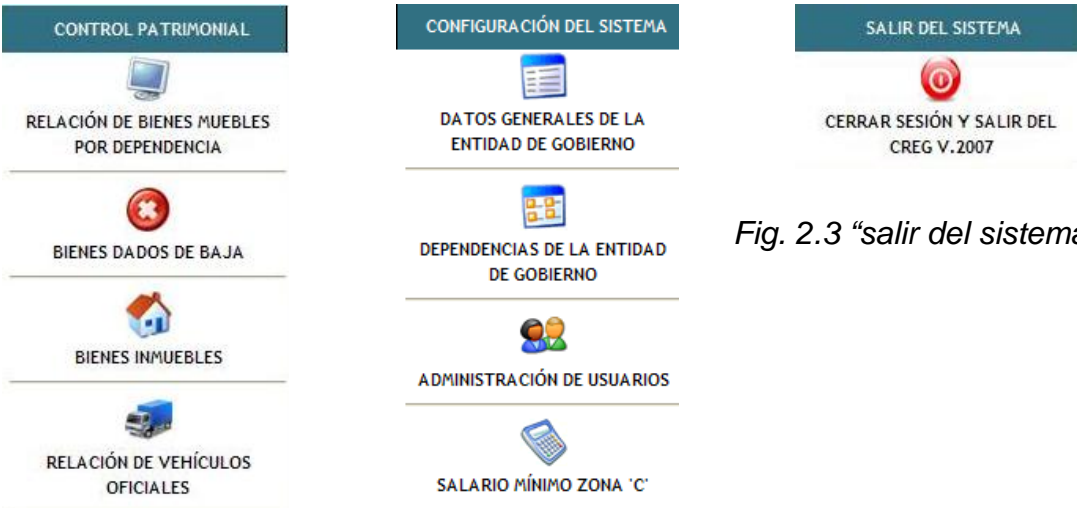 CONTROL PATRIMONIAL
RELACIÓN DE BIENES MUEBLES
POR DEPENDENCIA
BIENES DADOS DE BAJA
BIENES INMUEBLES
RELACIÓN DE VEHÍCULOS
OFICIALES
CONFIGURACIÓN DEL SISTEMA
DATOS GENERALES DE LA
ENTIDAD DE GOBIERNO
DEPENDENCIAS DE LA ENTIDAD
DE GOBIERNO
ADMINISTRACIÓN DE USUARIOS
SALARIO MÍNIMO ZONA 'C'
SALIR DEL SISTEMA
CERRAR SESIÓN Y SALIR DEL
CREG V.2007
Fig. 2.3 “salir del sistema